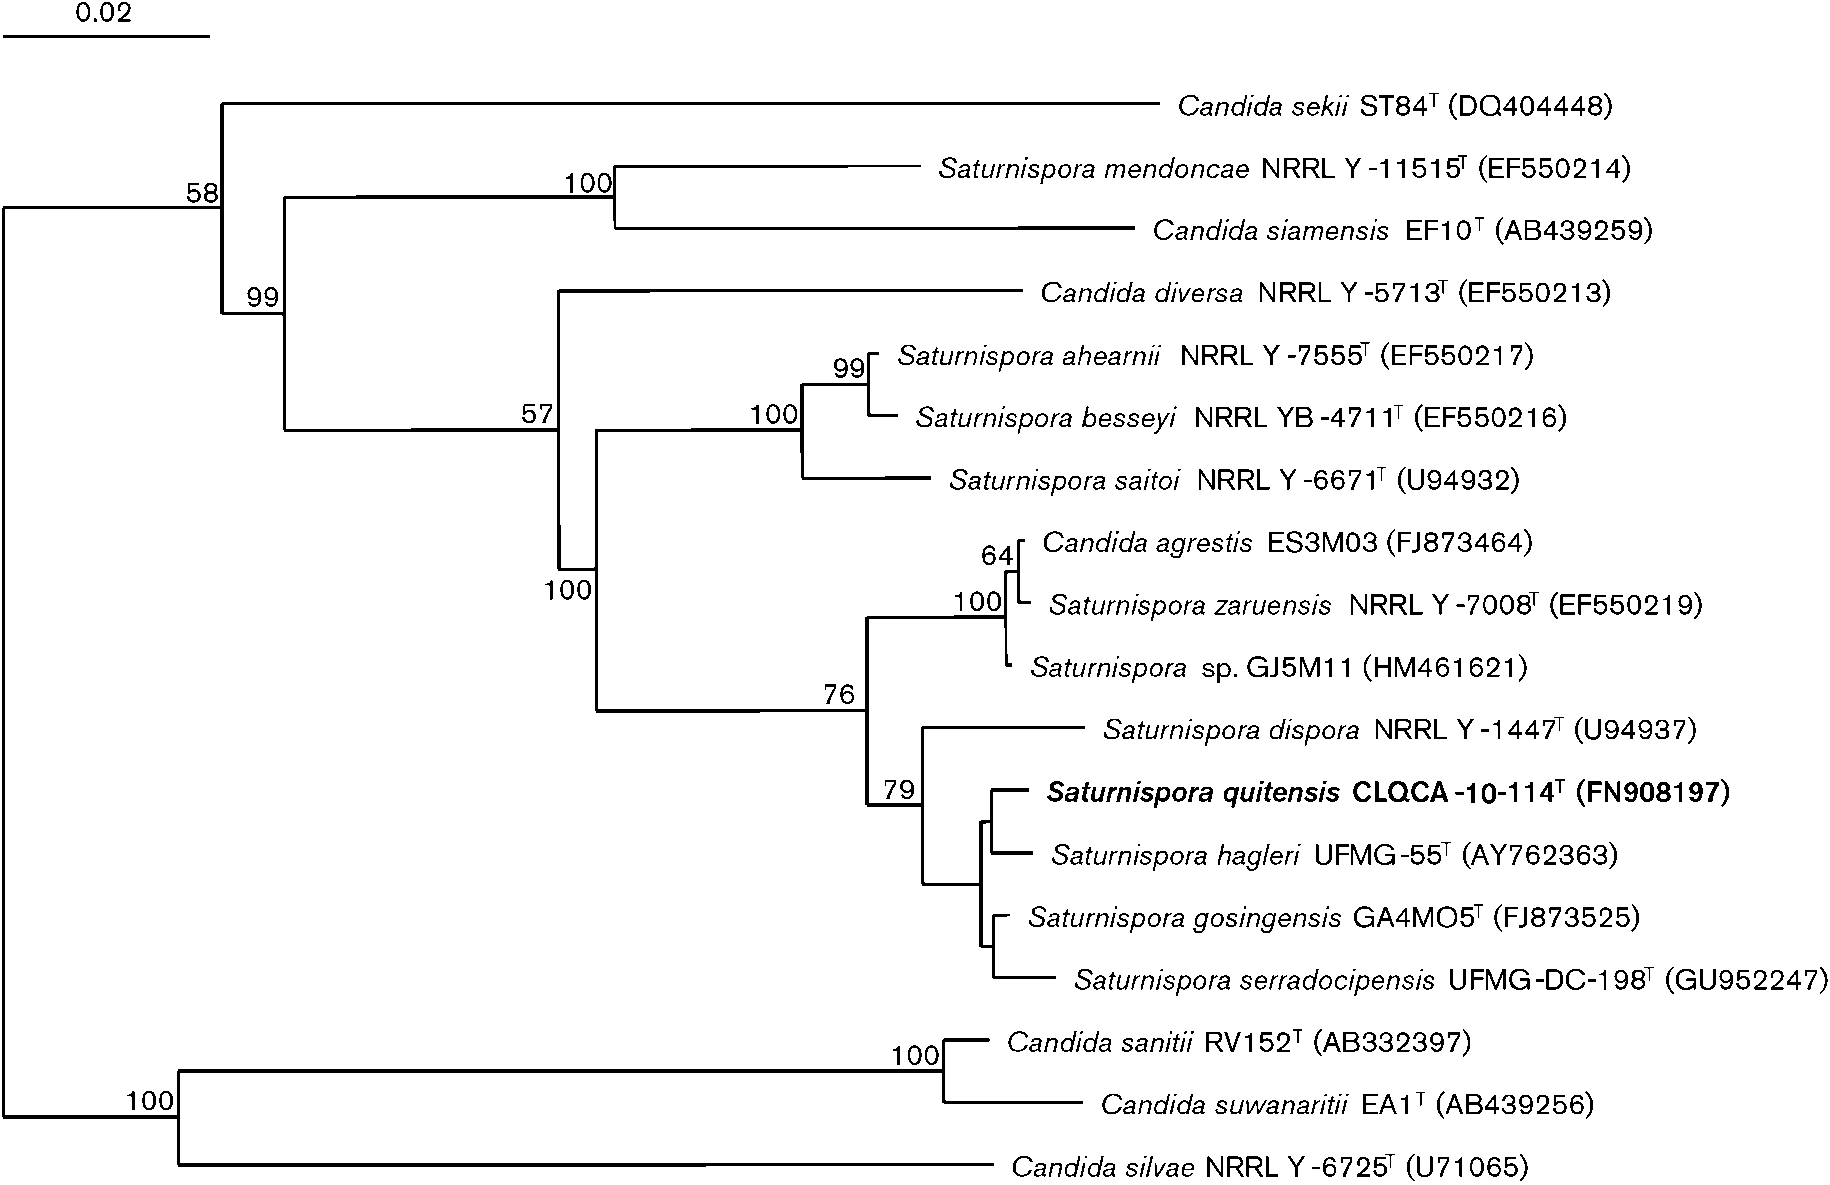 0.02
Candida sekii ST84ᵀ (DQ404448)
58
100
Saturnispora mendoncae NRRL Y-11515ᵀ (EF550214)
Candida siamensis EF10ᵀ (AB439259)
99
Candida diversa NRRL Y-5713ᵀ (EF550213)
57
99
Saturnispora ahearnii NRRL Y-7555ᵀ (EF550217)
100
Saturnispora besseyi NRRL YB-4711ᵀ (EF550216)
Saturnispora saitoi NRRL Y-6671ᵀ (U94932)
100
64
Candida agrestis ES3M03 (FJ873464)
100
Saturnispora zaruensis NRRL Y-7008ᵀ (EF550219)
Saturnispora sp. GJ5M11 (HM461621)
76
Saturnispora dispora NRRL Y-1447ᵀ (U94937)
79
Saturnispora quitensis CLQCA-10-114ᵀ (FN908197)
Saturnispora hagleri UFMG-55ᵀ (AY762363)
Saturnispora gosingensis GA4MO5ᵀ (FJ873525)
Saturnispora serradocipensis UFMG-DC-198ᵀ (GU952247)
100
Candida sanitii RV152ᵀ (AB332397)
100
Candida suwanaritii EA1ᵀ (AB439256)
Candida silvae NRRL Y-6725ᵀ (U71065)